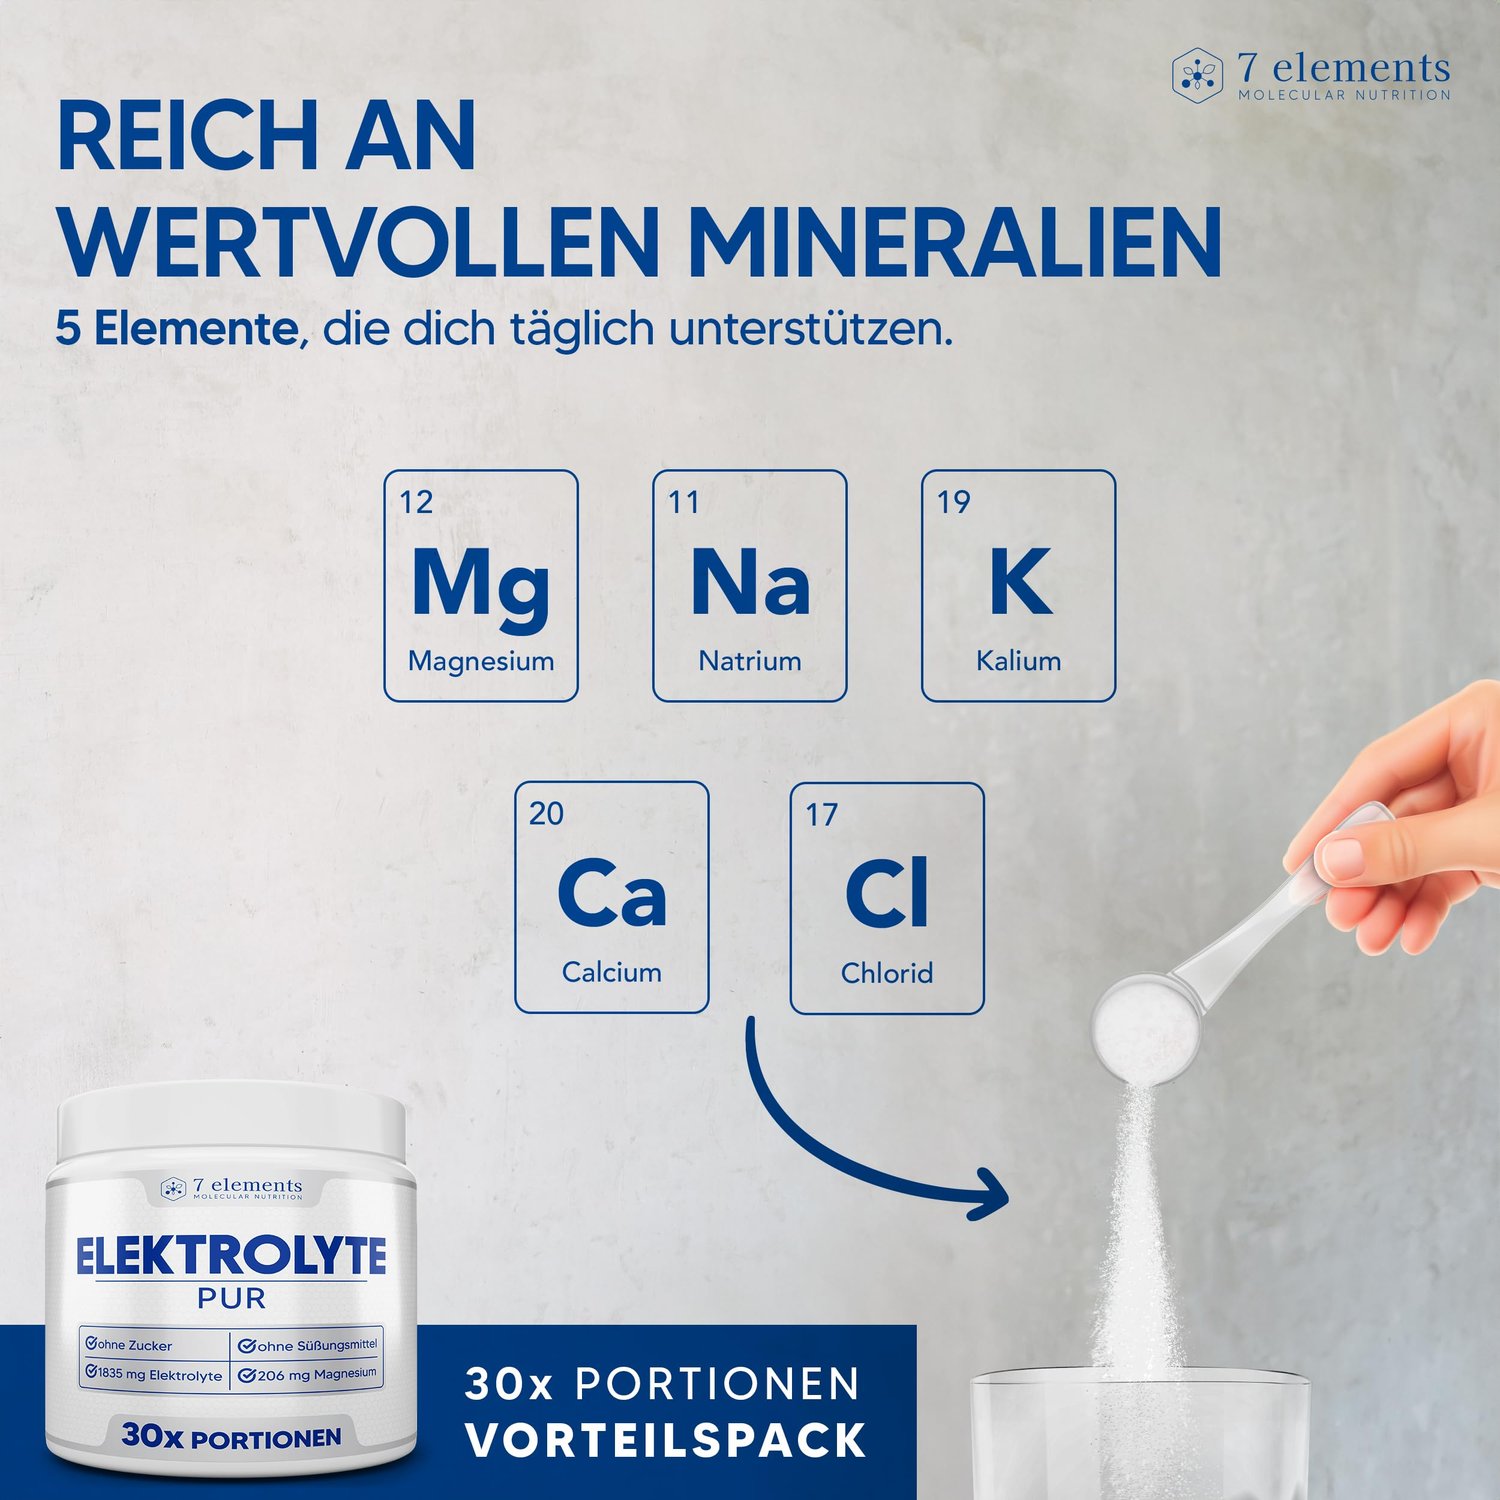 7 elements
MOLECULAR NUTRITION
REICH AN
WERTVOLLEN MINERALIEN
5 Elemente, die dich täglich unterstützen.
12
Mg
Magnesium
11
Na
Natrium
19
K
Kalium
20
Ca
Calcium
17
Cl
Chlorid
7 elements
MOLECULAR NUTRITION
ELEKTROLYTE
PUR
ohne Zucker
ohne Süßungsmittel
1835 mg Elektrolyte
206 mg Magnesium
30x PORTIONEN
30x PORTIONEN
VORTEILSPACK